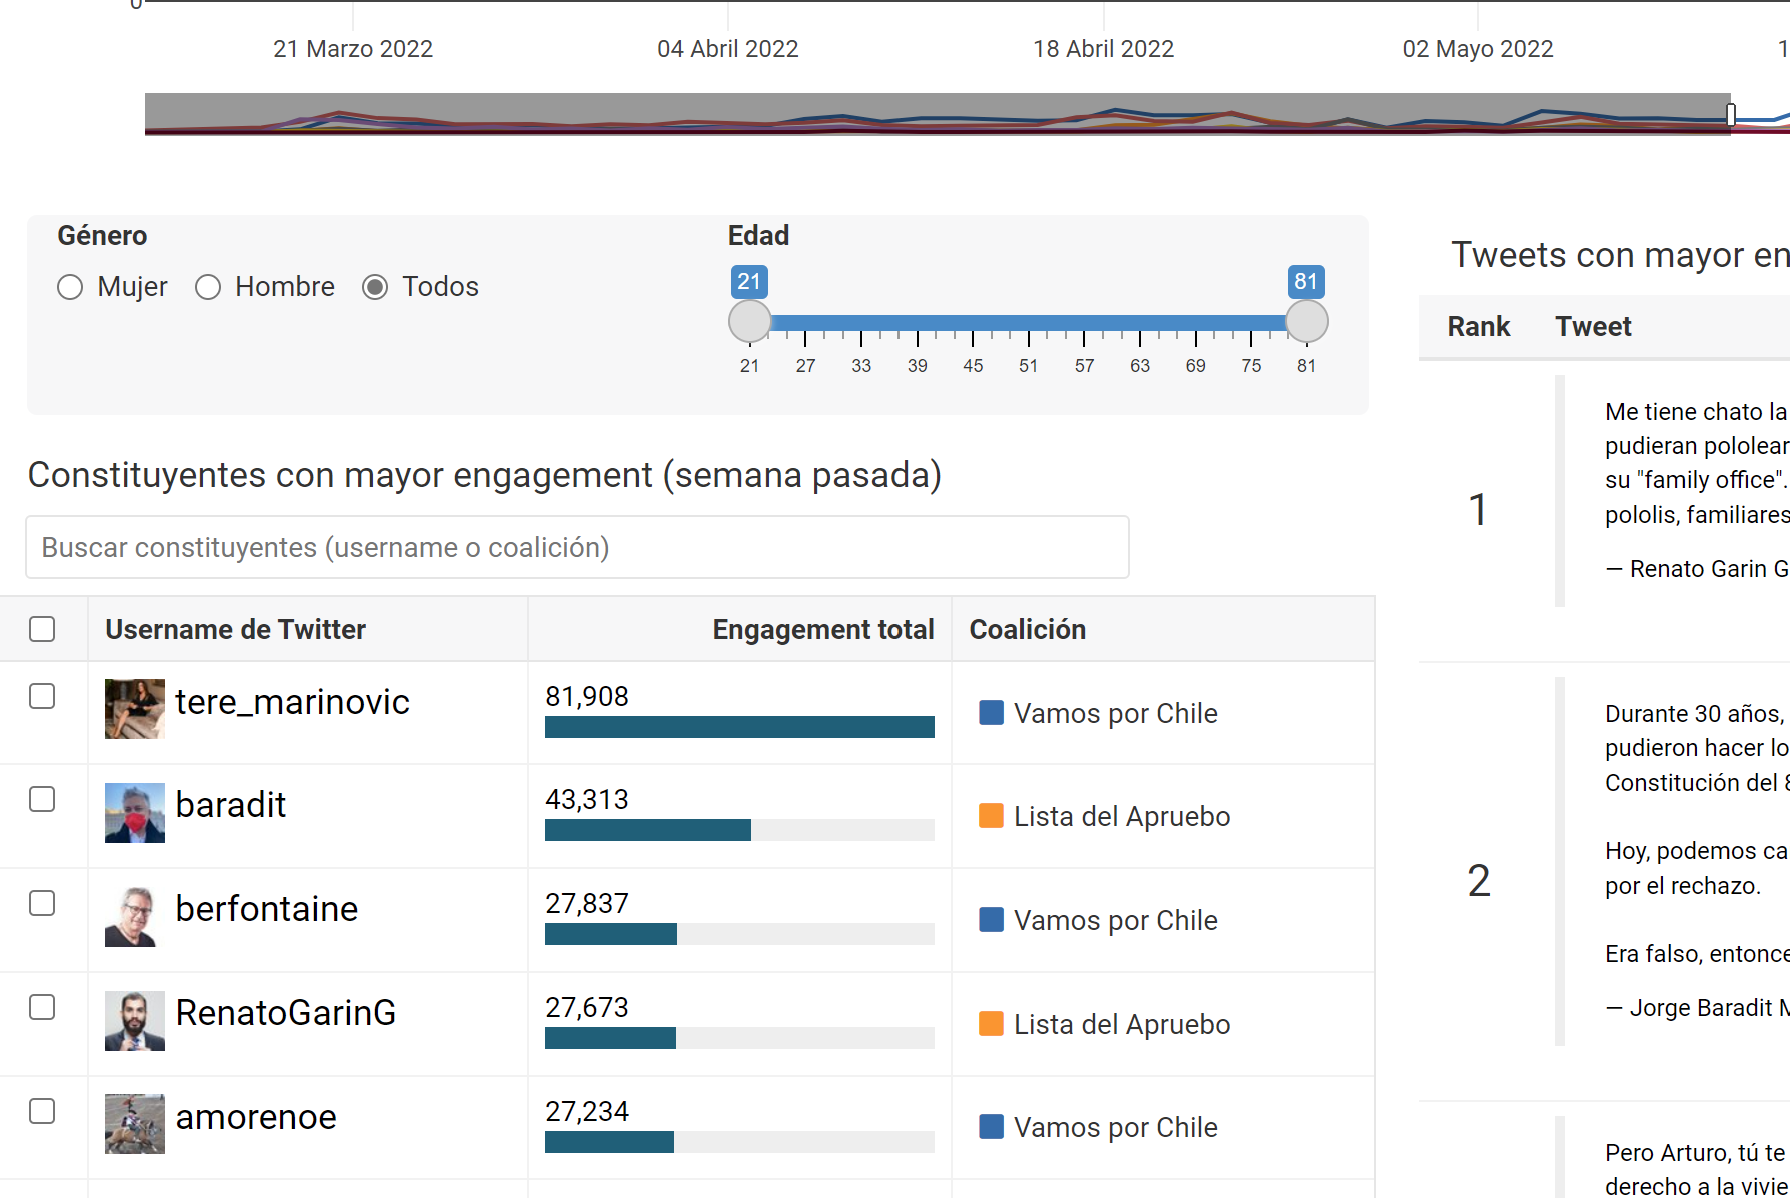 0
21 Marzo 2022 04 Abril 2022 18 Abril 2022 02 Mayo 2022 1
Género
Mujer Hombre Todos
Edad
21 81
21 27 33 39 45 51 57 63 69 75 81
Constituyentes con mayor engagement (semana pasada)
Buscar constituyentes (username o coalición)
Username de Twitter Engagement total Coalición
tere_marinovic 81,908 Vamos por Chile
baradit 43,313 Lista del Apruebo
berfontaine 27,837 Vamos por Chile
RenatoGarinG 27,673 Lista del Apruebo
amorenoe 27,234 Vamos por Chile
Tweets con mayor en
Rank Tweet
1
Me tiene chato la
pudieran pololear
su "family office".
pololis, familiares
— Renato Garin G
2
Durante 30 años,
pudieron hacer lo
Constitución del 8
Hoy, podemos ca
por el rechazo.
Era falso, entonce
— Jorge Baradit M
Pero Arturo, tú te
derecho a la vivie